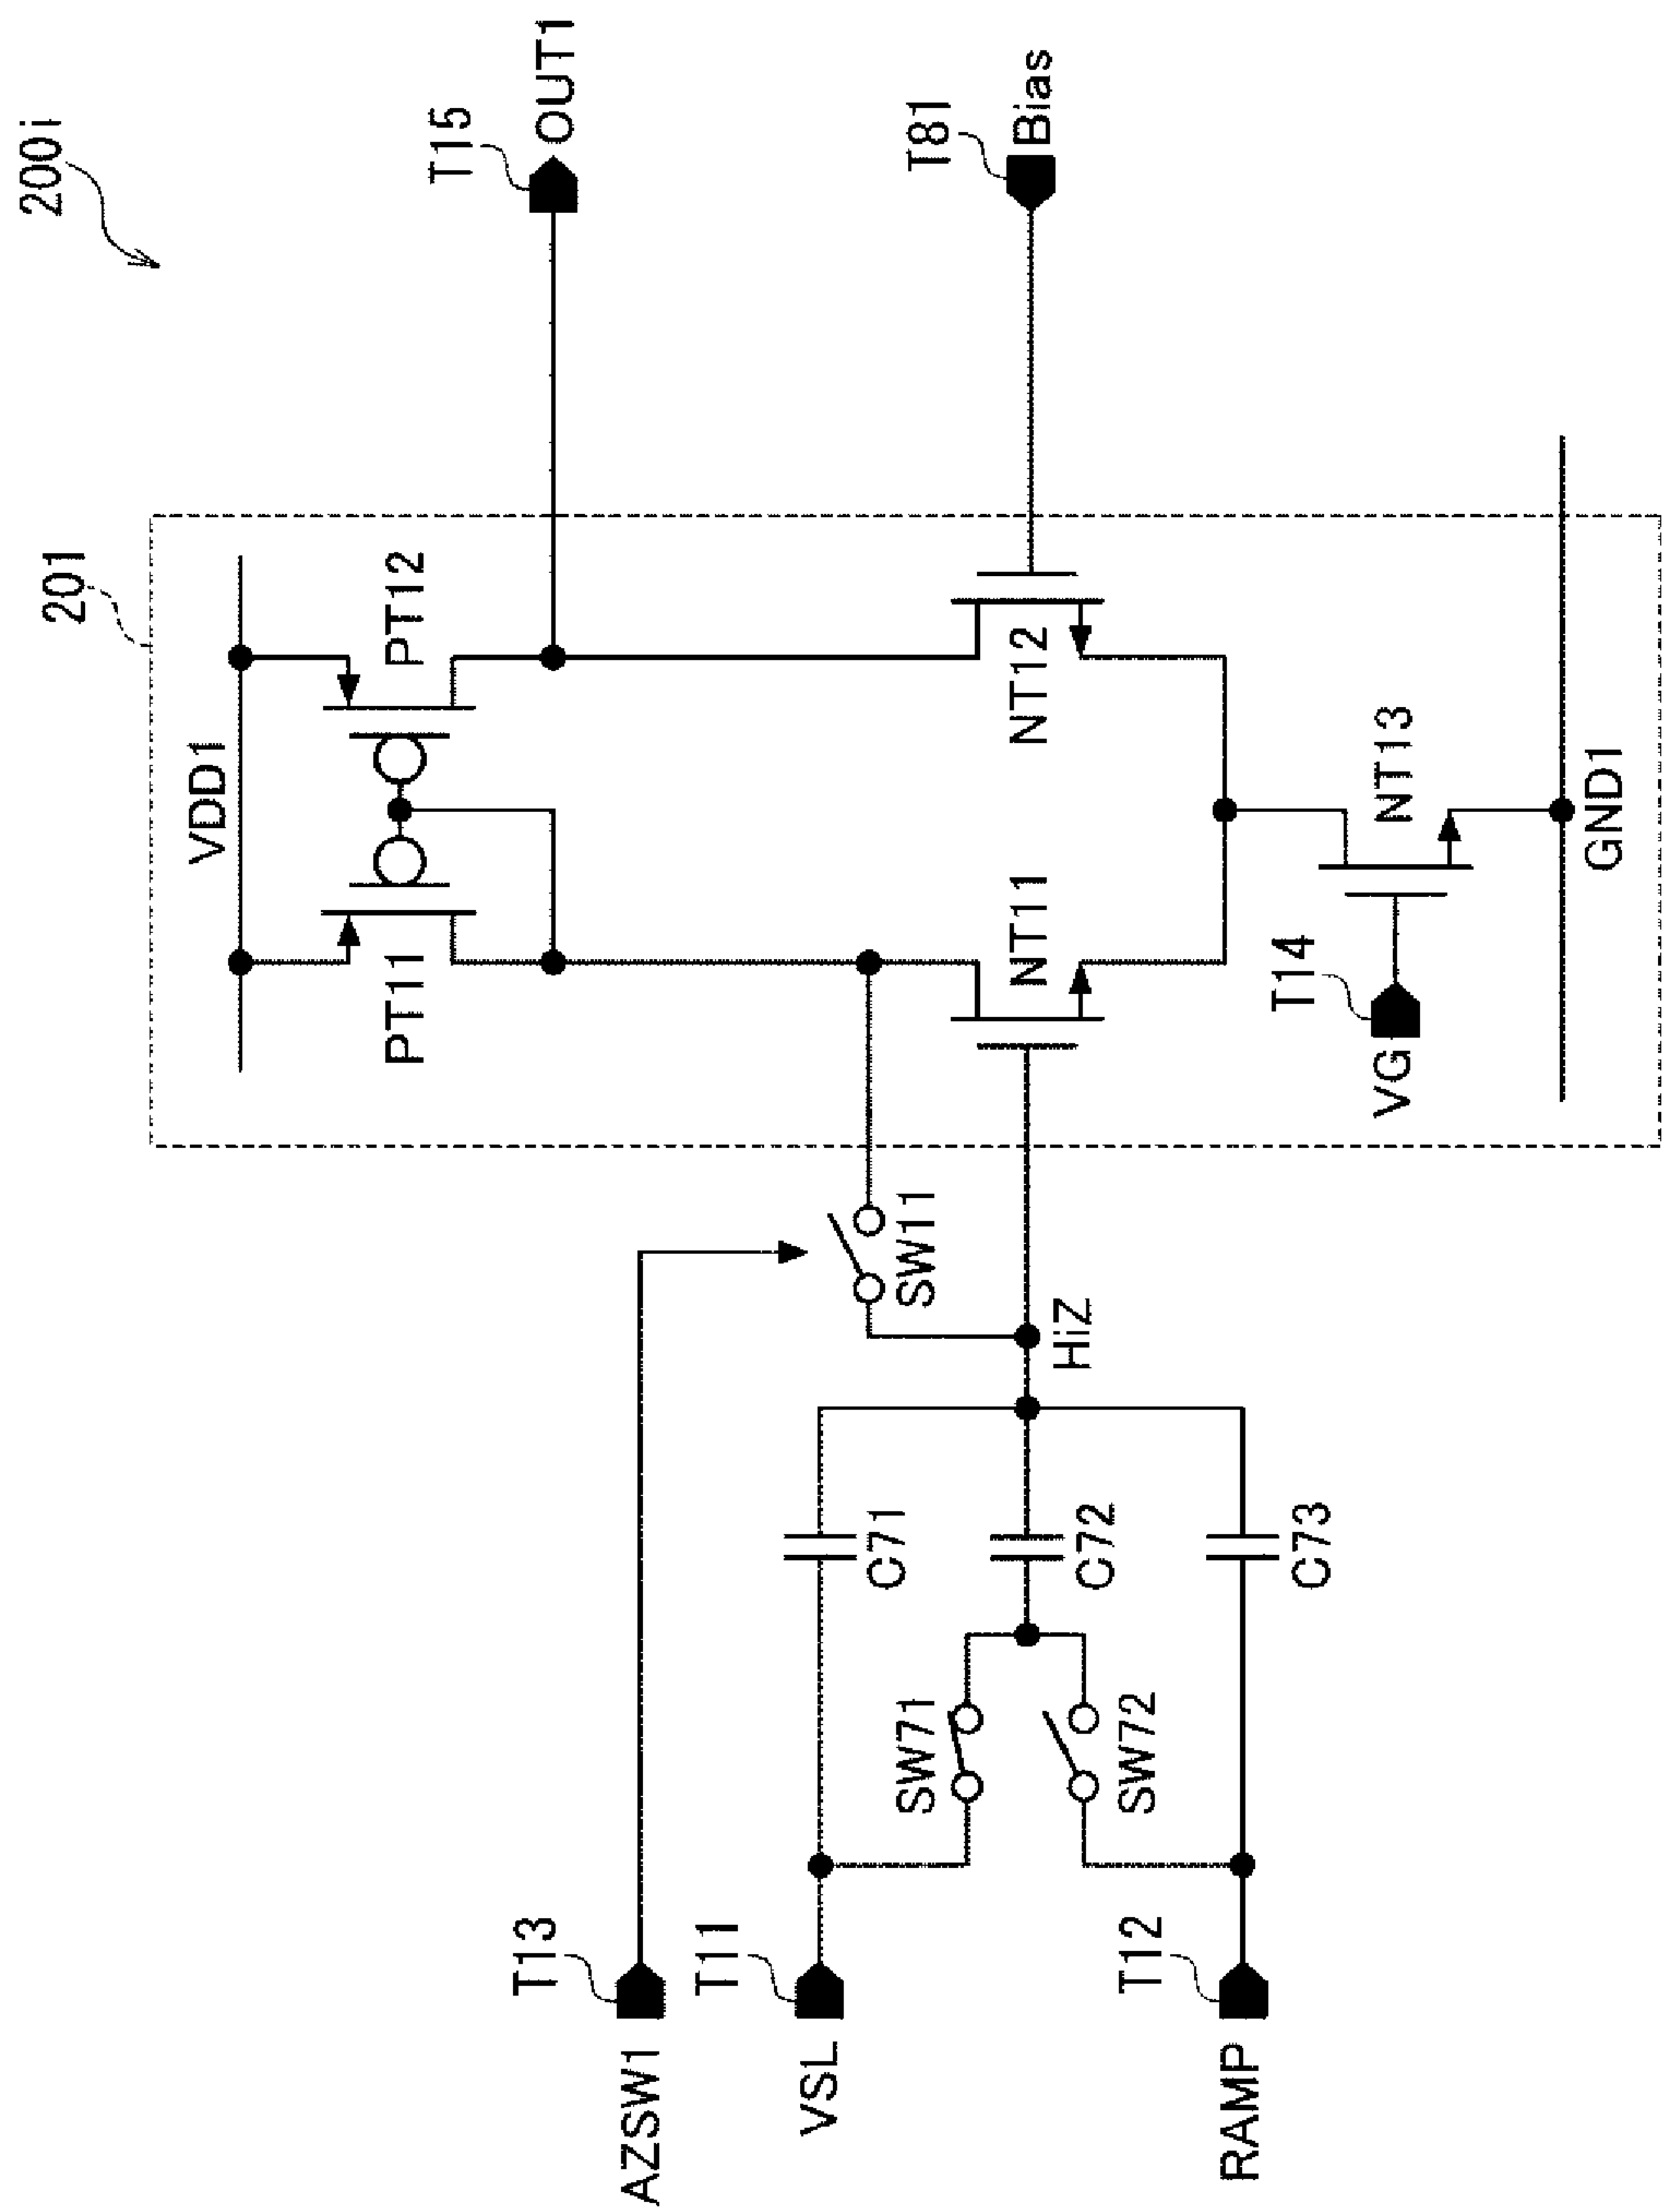 200i
201
VDD1
PT11
PT12
T15
OUT1
T13
AZSW1
SW11
T11
VSL
C71
SW71
C72
SW72
HiZ
NT11
NT12
T81
Bias
T12
RAMP
C73
T14
VG
NT13
GND1